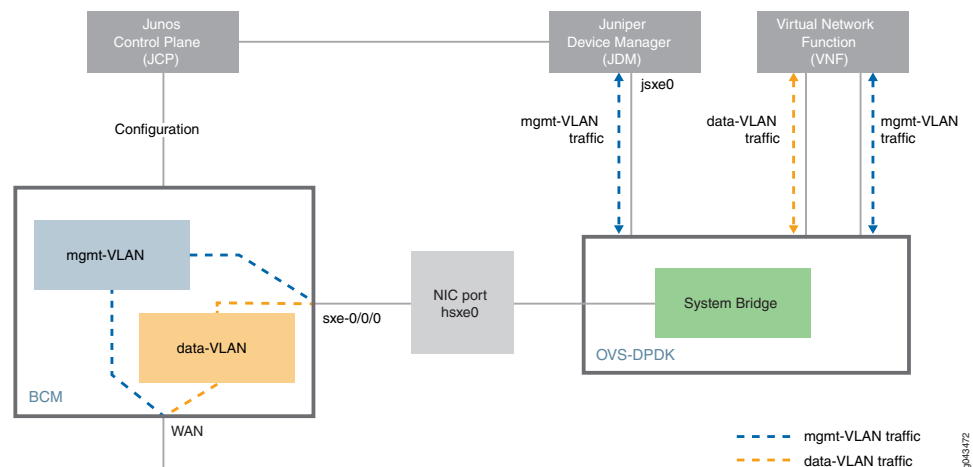 Junos
Control Plane
(JCP)
Juniper
Device Manager
(JDM)
Virtual Network
Function
(VNF)
jsxe0
mgmt-VLAN
traffic
data-VLAN
traffic
mgmt-VLAN
traffic
Configuration
mgmt-VLAN
data-VLAN
BCM
sxe-0/0/0
NIC port
hsxe0
System Bridge
OVS-DPDK
WAN
mgmt-VLAN traffic
data-VLAN traffic
g043472